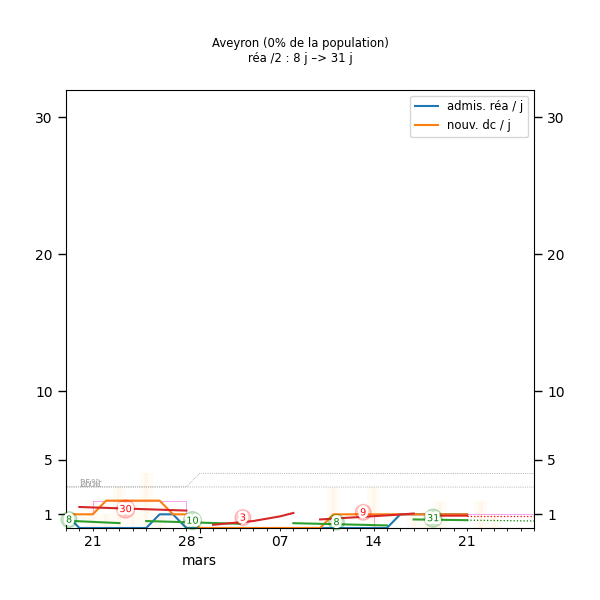 Aveyron (0% de la population)
réa /2 : 8 j –> 31 j
admis. réa / j
nouv. dc / j
30 30
20 20
10 10
5 5
1 1
8 30 10 3 8 9 31
21 28 - 07 14 21
mars